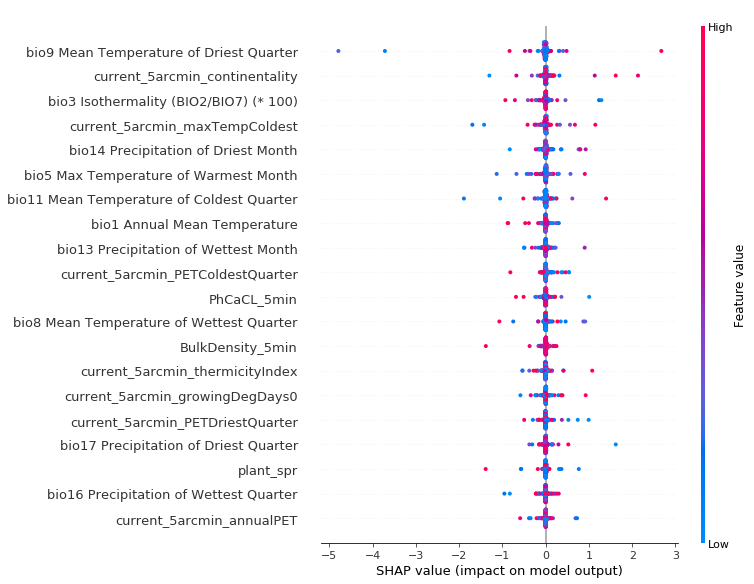 High
bio9 Mean Temperature of Driest Quarter
current_5arcmin_continentality
bio3 Isothermality (BIO2/BIO7) (* 100)
current_5arcmin_maxTempColdest
bio14 Precipitation of Driest Month
bio5 Max Temperature of Warmest Month
bio11 Mean Temperature of Coldest Quarter
bio1 Annual Mean Temperature
bio13 Precipitation of Wettest Month
current_5arcmin_PETColdestQuarter
PhCaCL_5min
bio8 Mean Temperature of Wettest Quarter
BulkDensity_5min
current_5arcmin_thermicityIndex
current_5arcmin_growingDegDays0
current_5arcmin_PETDriestQuarter
bio17 Precipitation of Driest Quarter
plant_spr
bio16 Precipitation of Wettest Quarter
current_5arcmin_annualPET
Feature value
Low
−5 −4 −3 −2 −1 0 1 2 3
SHAP value (impact on model output)